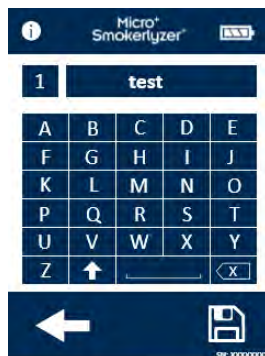 i Micro+
Smokerlyzer®
1 test
A B C D E
F G H I J
K L M N O
P Q R S T
U V W X Y
Z X